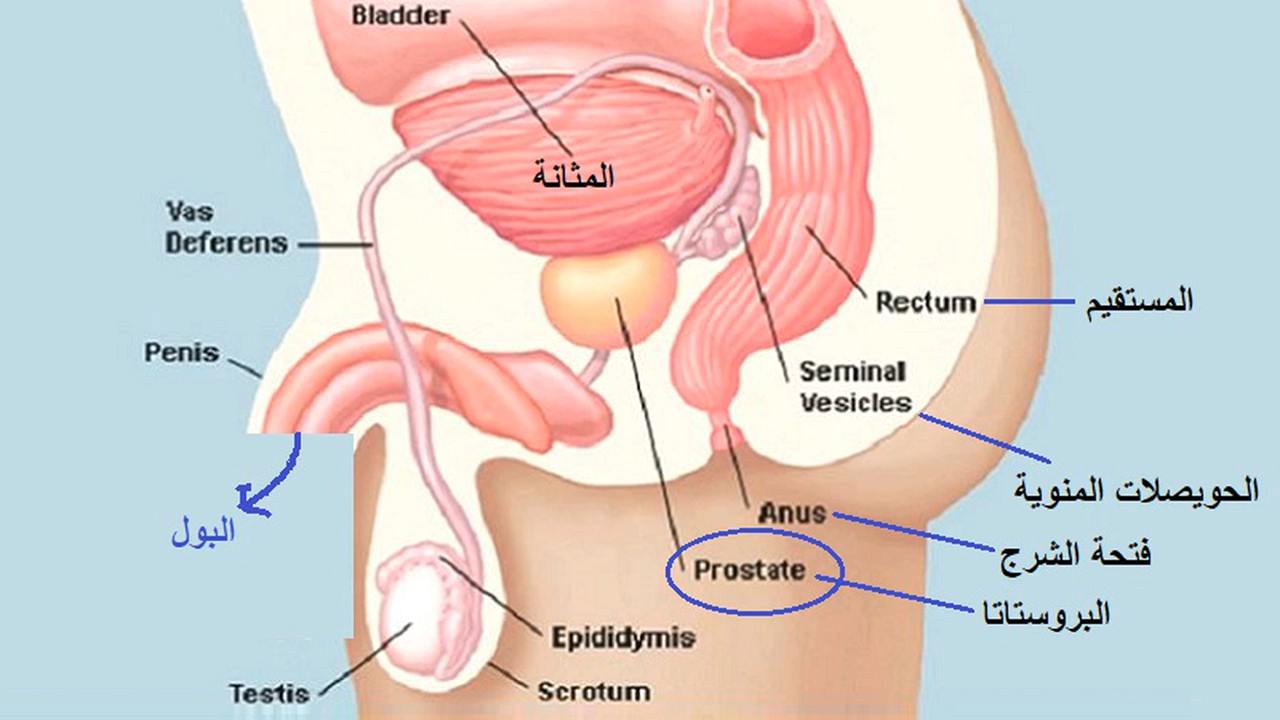 Bladder
المثانة
Vas
Deferens
Rectum
المستقيم
Penis
Seminal
Vesicles
الحويصلات المنوية
البول
Anus
فتحة الشرج
Prostate
البروستاتا
Epididymis
Testis
Scrotum